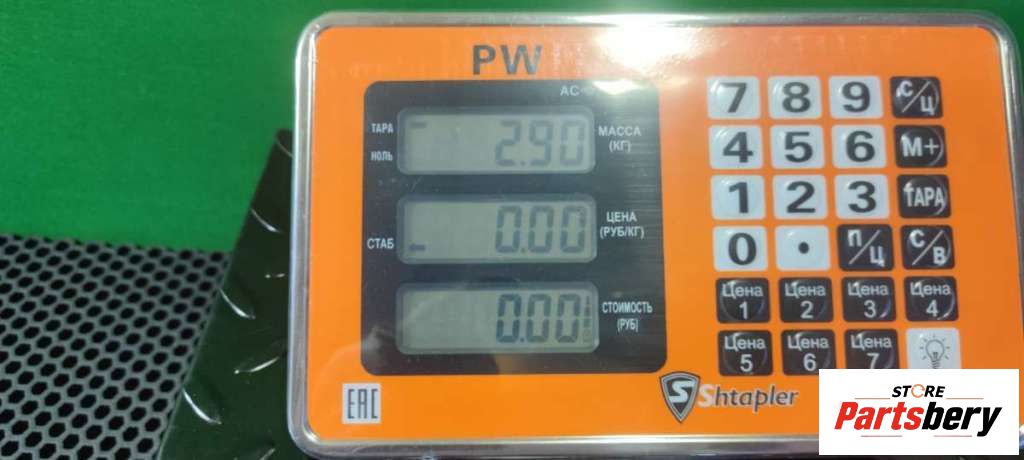 PW
AC
ТАРА
НОЛЬ
2.90
МАССА
(КГ)
СТАБ
0.00
ЦЕНА
(РУБ/КГ)
0.00
СТОИМОСТЬ
(РУБ)
7 8 9 С/Ц
4 5 6 М+
1 2 3 ТАРА
0 . П/Ц С/В
Цена 1 Цена 2 Цена 3 Цена 4
Цена 5 Цена 6 Цена 7
EAC
S Shtapler
STORE
Partsbery